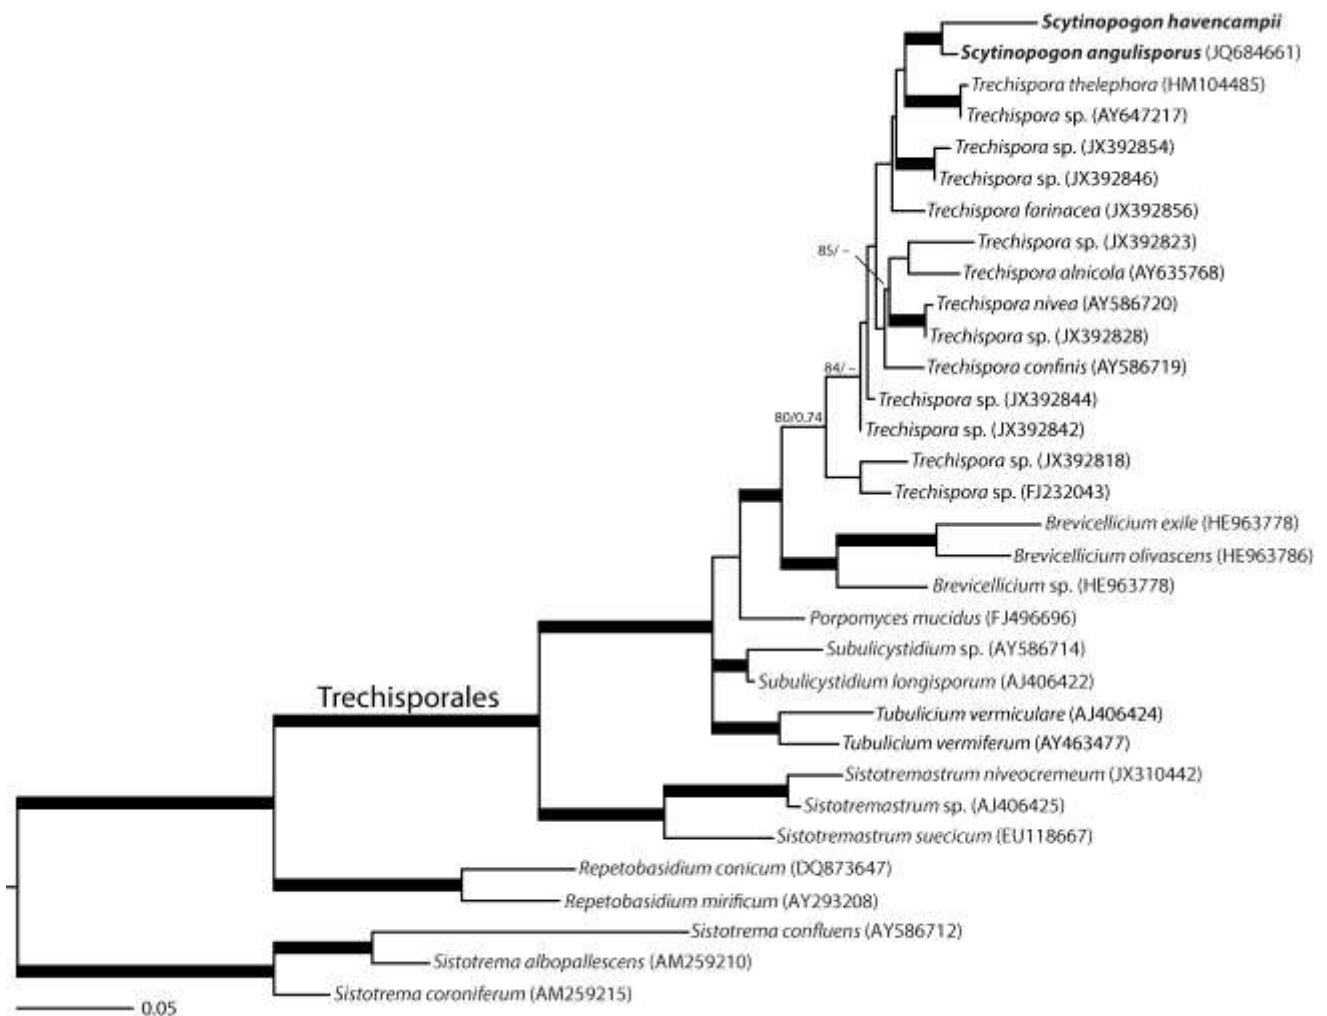 Scytinopogon havencampii
Scytinopogon angulisporus (JQ684661)
Trechispora thelephora (HM104485)
Trechispora sp. (AY647217)
Trechispora sp. (JX392854)
Trechispora sp. (JX392846)
Trechispora farinacea (JX392856)
Trechispora sp. (JX392823)
85/ –
Trechispora alnicola (AY635768)
Trechispora nivea (AY586720)
Trechispora sp. (JX392828)
Trechispora confinis (AY586719)
84/ –
Trechispora sp. (JX392844)
80/0.74
Trechispora sp. (JX392842)
Trechispora sp. (JX392818)
Trechispora sp. (FJ232043)
Brevicellicium exile (HE963778)
Brevicellicium olivascens (HE963786)
Brevicellicium sp. (HE963778)
Porpomyces mucidus (FJ496696)
Subulicystidium sp. (AY586714)
Subulicystidium longisporum (AJ406422)
Trechisporales
Tubulicium vermiculare (AJ406424)
Tubulicium vermiferum (AY463477)
Sistotremastrum niveocremeum (JX310442)
Sistotremastrum sp. (AJ406425)
Sistotremastrum suecicum (EU118667)
Repetobasidium conicum (DQ873647)
Repetobasidium mirificum (AY293208)
Sistotrema confluens (AY586712)
Sistotrema albopallescens (AM259210)
Sistotrema coroniferum (AM259215)
0.05